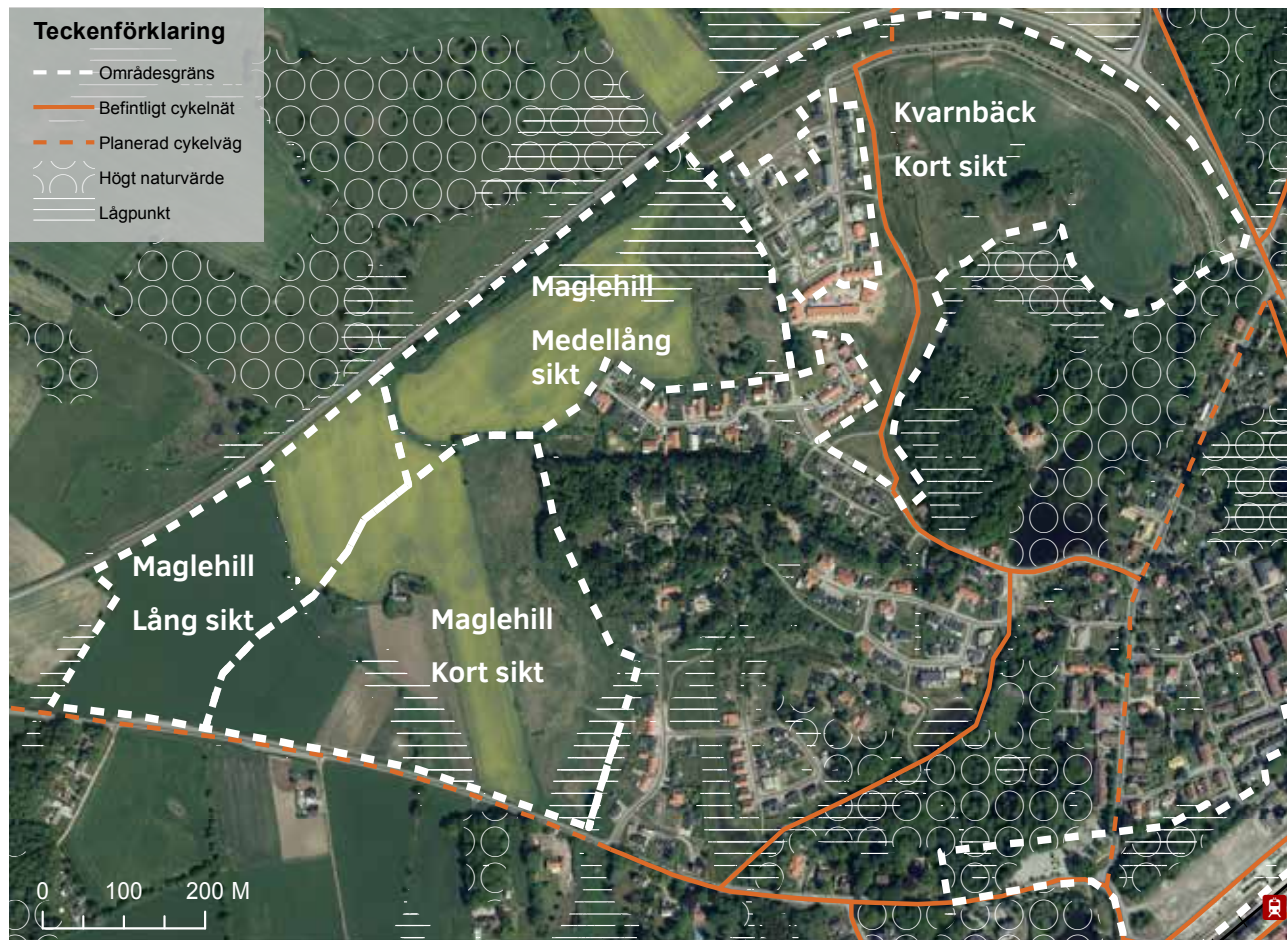 Teckenförklaring
Områdesgräns
Befintligt cykelnät
Planerad cykelväg
Högt naturvärde
Lågpunkt
Kvarnbäck
Kort sikt
Maglehill
Medellång
sikt
Maglehill
Lång sikt
Maglehill
Kort sikt
0 100 200 M